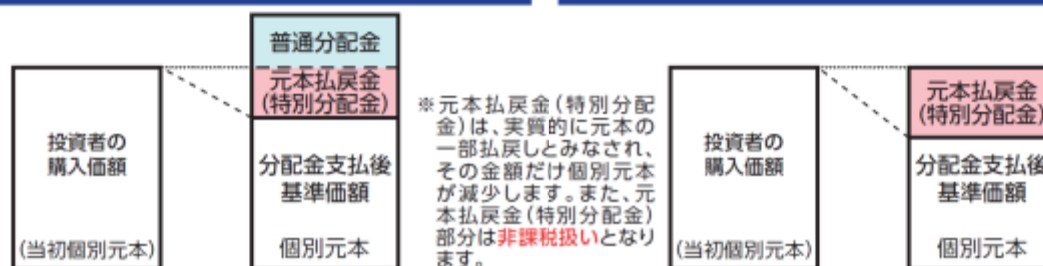 普通分配金
元本払戻金
(特別分配金)
投資者の
購入価額
(当初個別元本)
分配金支払後
基準価額
個別元本
※元本払戻金(特別分配
金)は、実質的に元本の
一部払戻しとみなされ、
その金額だけ個別元本
が減少します。また、元
本払戻金(特別分配金)
部分は非課税扱いとなり
ます。
投資者の
購入価額
(当初個別元本)
元本払戻金
(特別分配金)
分配金支払後
基準価額
個別元本